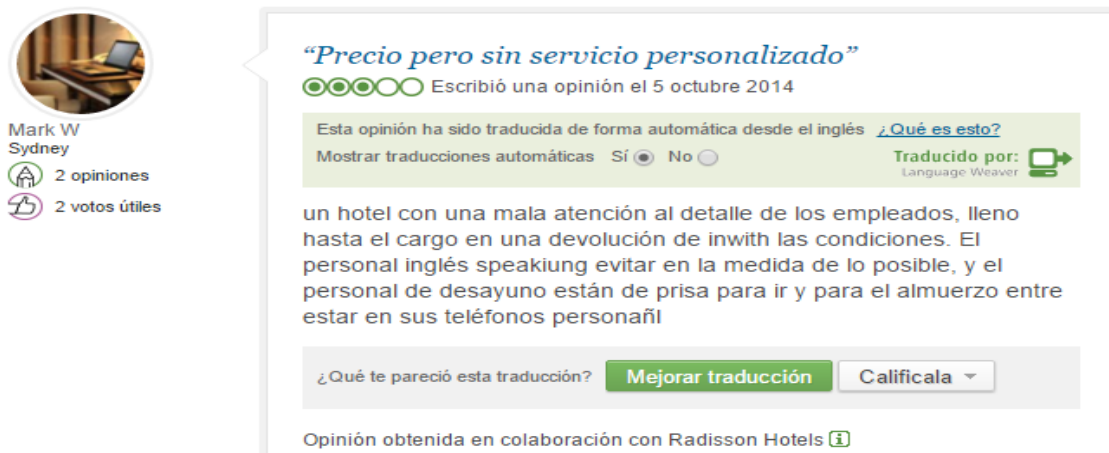 “Precio pero sin servicio personalizado”
Escribió una opinión el 5 octubre 2014
Mark W
Sydney
2 opiniones
2 votos útiles
Esta opinión ha sido traducida de forma automática desde el inglés ¿Qué es esto?
Mostrar traducciones automáticas Sí No
Traducido por:
Language Weaver
un hotel con una mala atención al detalle de los empleados, lleno
hasta el cargo en una devolución de inwith las condiciones. El
personal inglés speakiung evitar en la medida de lo posible, y el
personal de desayuno están de prisa para ir y para el almuerzo entre
estar en sus teléfonos personañl
¿Qué te pareció esta traducción? Mejorar traducción Calificala
Opinión obtenida en colaboración con Radisson Hotels